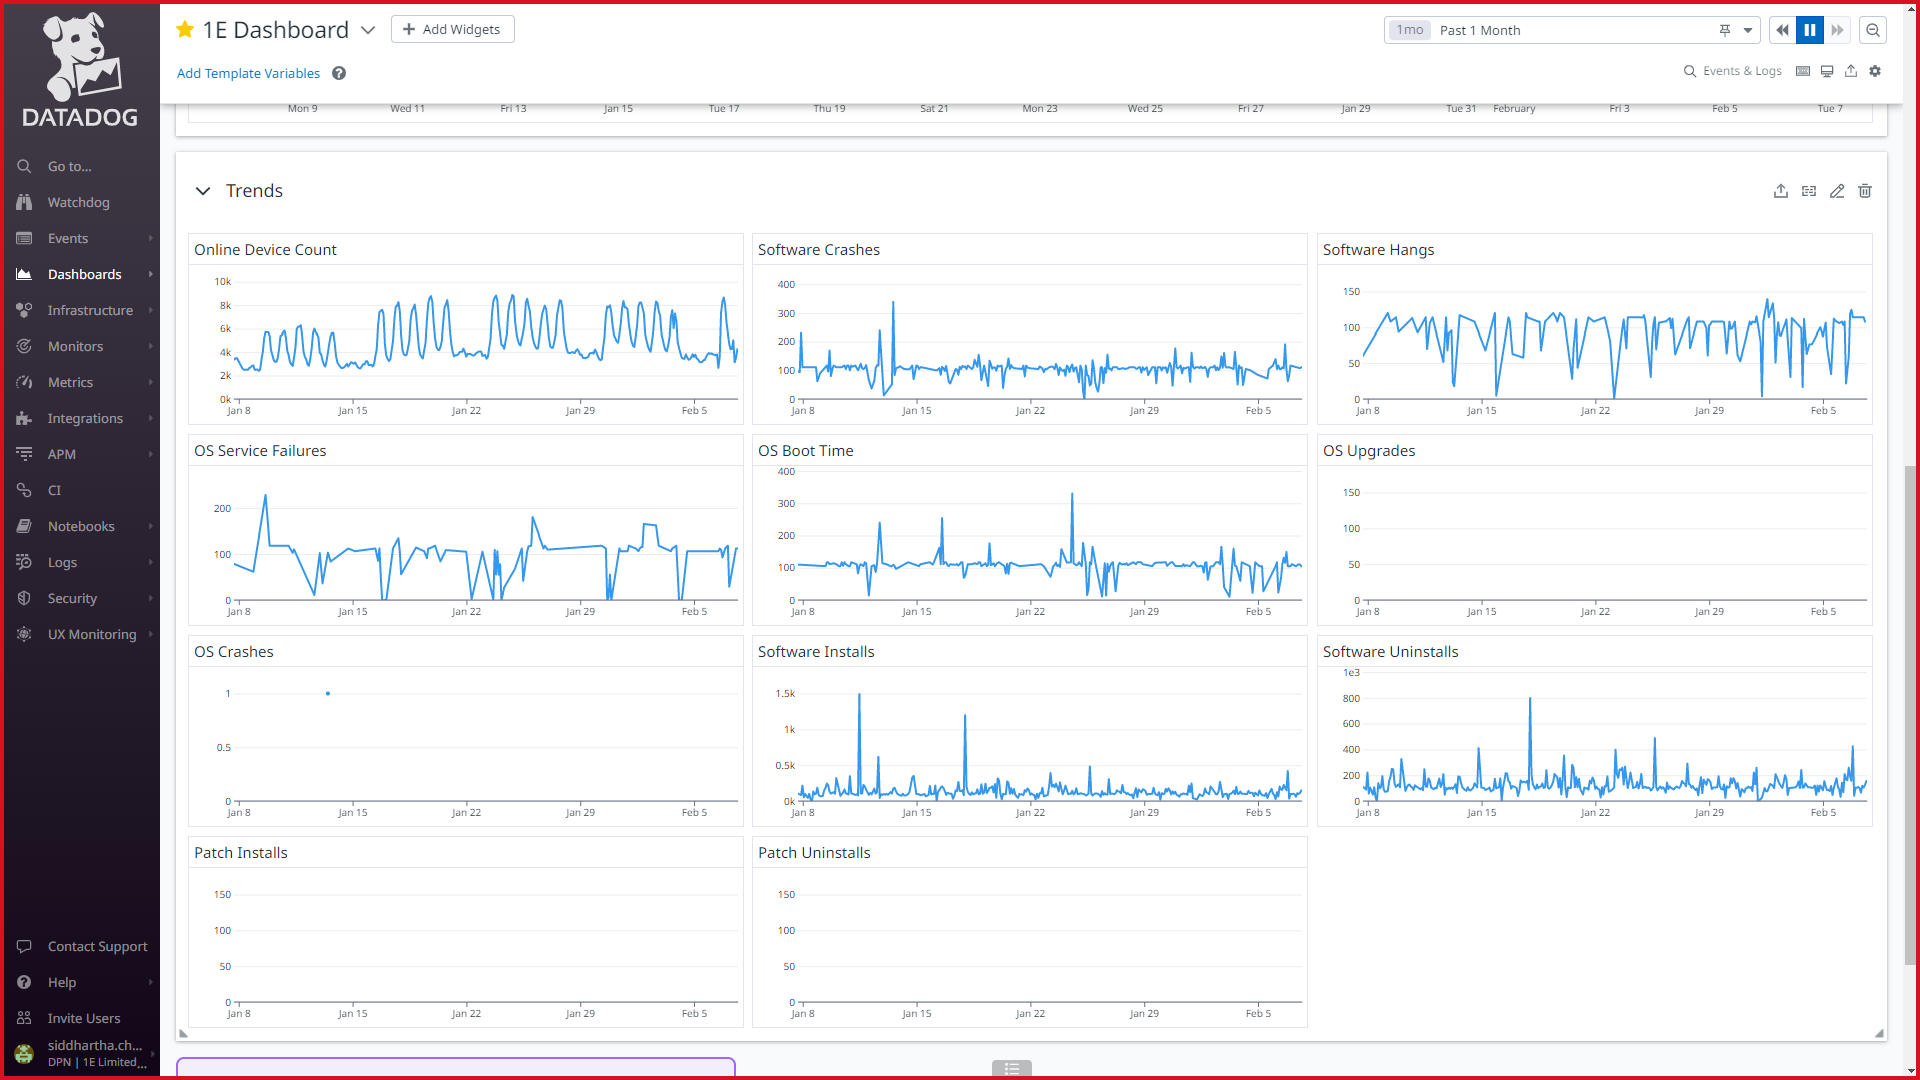 DATADOG
Go to...
Watchdog
Events
Dashboards
Infrastructure
Monitors
Metrics
Integrations
APM
CI
Notebooks
Logs
Security
UX Monitoring
Contact Support
Help
Invite Users
siddhartha.ch...
DPN | 1E Limited...
1E Dashboard
Add Widgets
1mo Past 1 Month
Add Template Variables
Events & Logs
Mon 9 Wed 11 Fri 13 Jan 15 Tue 17 Thu 19 Sat 21 Mon 23 Wed 25 Fri 27 Jan 29 Tue 31 February Fri 3 Feb 5 Tue 7
Trends
Online Device Count
10k
8k
6k
4k
2k
0k
Jan 8 Jan 15 Jan 22 Jan 29 Feb 5
Software Crashes
400
300
200
100
0
Jan 8 Jan 15 Jan 22 Jan 29 Feb 5
Software Hangs
150
100
50
0
Jan 8 Jan 15 Jan 22 Jan 29 Feb 5
OS Service Failures
200
100
0
Jan 8 Jan 15 Jan 22 Jan 29 Feb 5
OS Boot Time
400
300
200
100
0
Jan 8 Jan 15 Jan 22 Jan 29 Feb 5
OS Upgrades
150
100
50
0
Jan 8 Jan 15 Jan 22 Jan 29 Feb 5
OS Crashes
1
0.5
0
Jan 8 Jan 15 Jan 22 Jan 29 Feb 5
Software Installs
1.5k
1k
0.5k
0k
Jan 8 Jan 15 Jan 22 Jan 29 Feb 5
Software Uninstalls
1e3
800
600
400
200
0
Jan 8 Jan 15 Jan 22 Jan 29 Feb 5
Patch Installs
150
100
50
0
Jan 8 Jan 15 Jan 22 Jan 29 Feb 5
Patch Uninstalls
150
100
50
0
Jan 8 Jan 15 Jan 22 Jan 29 Feb 5